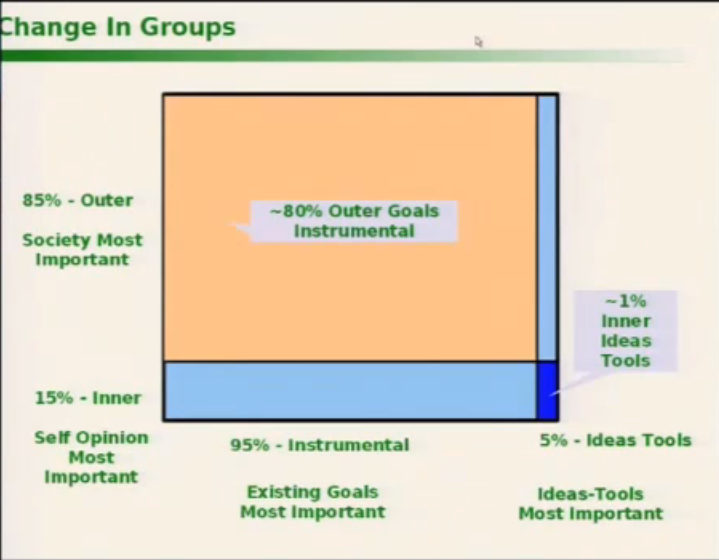 Change In Groups
85% - Outer
Society Most
Important
~80% Outer Goals
Instrumental
~1%
Inner
Ideas
Tools
15% - Inner
Self Opinion
Most
Important
95% - Instrumental
Existing Goals
Most Important
5% - Ideas Tools
Ideas-Tools
Most Important